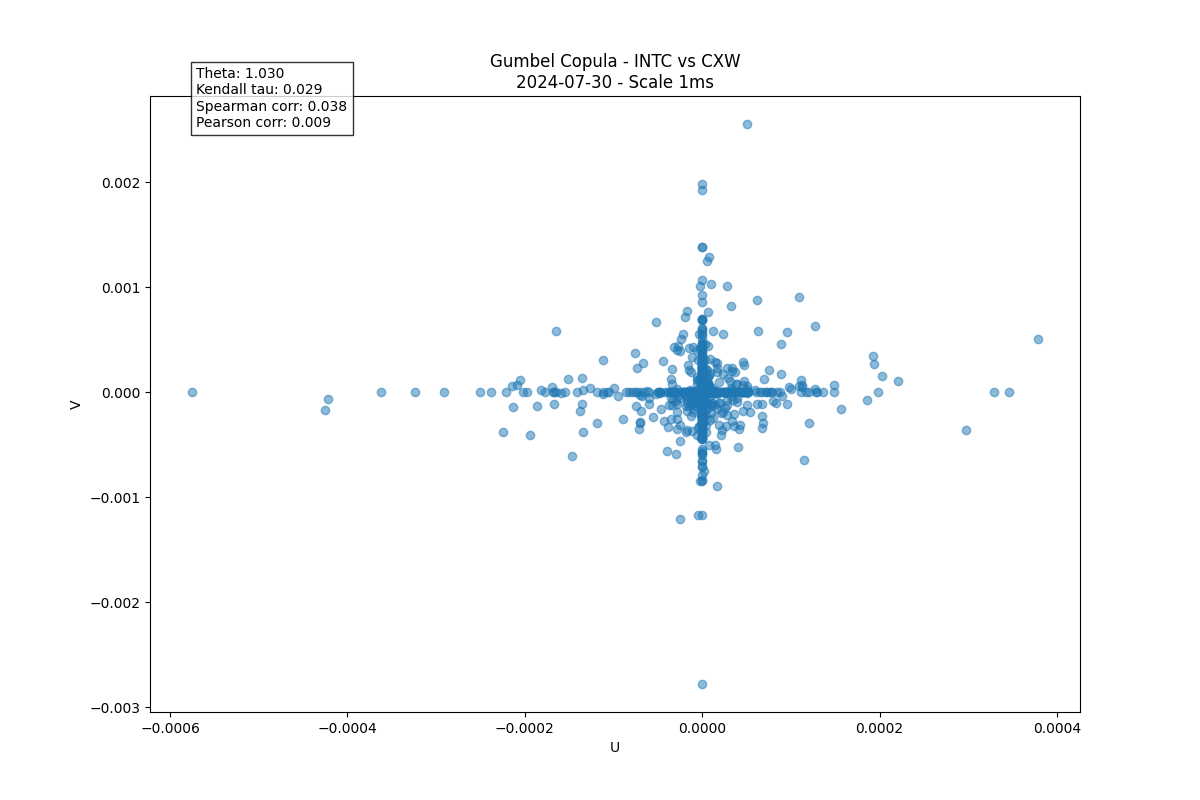 Gumbel Copula - INTC vs CXW
2024-07-30 - Scale 1ms
Theta: 1.030
Kendall tau: 0.029
Spearman corr: 0.038
Pearson corr: 0.009
0.002
0.001
0.000
−0.001
−0.002
−0.003
V
−0.0006
−0.0004
−0.0002
0.0000
0.0002
0.0004
U